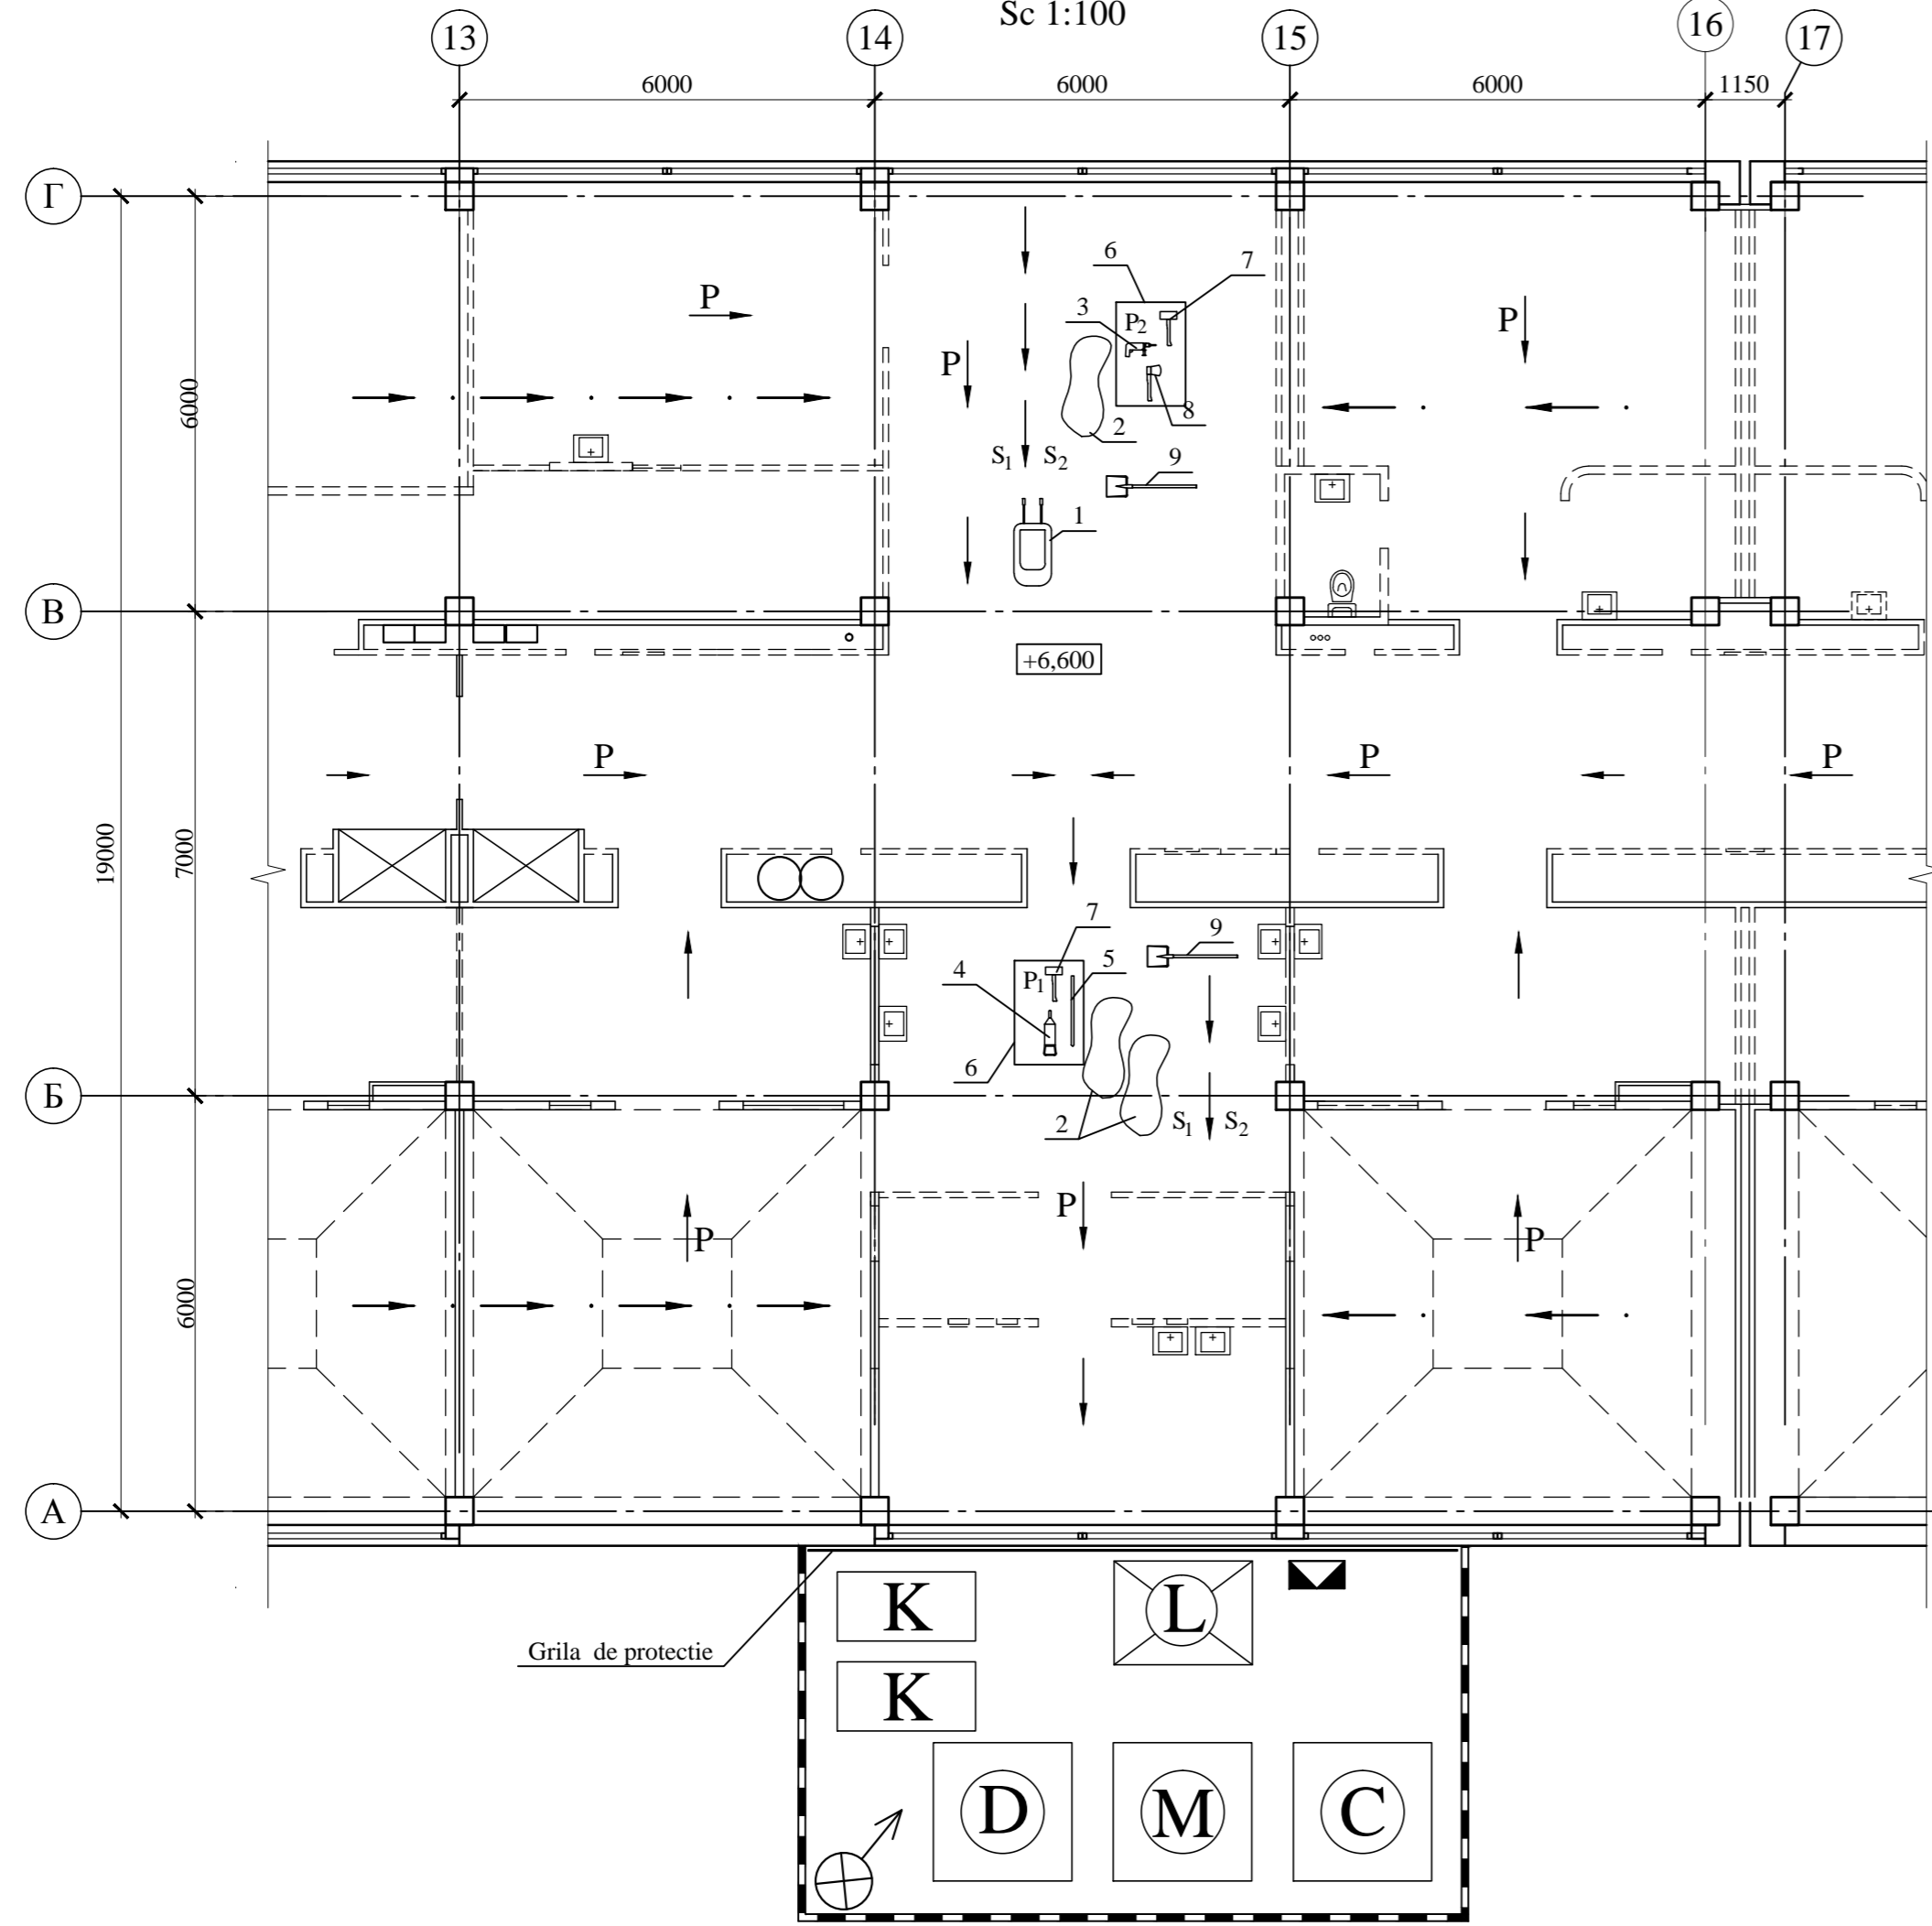 Sc 1:100
13
14
15
16
17
6000
6000
6000
1150
Г
6
7
P
3
P2
P
P
6000
8
2
S1
S2
9
1
В
+6,600
P
P
P
19000
7000
7
9
4
P1
5
6
Б
2
S1
S2
P
P
P
6000
А
K
L
Grila de protectie
K
D
M
C